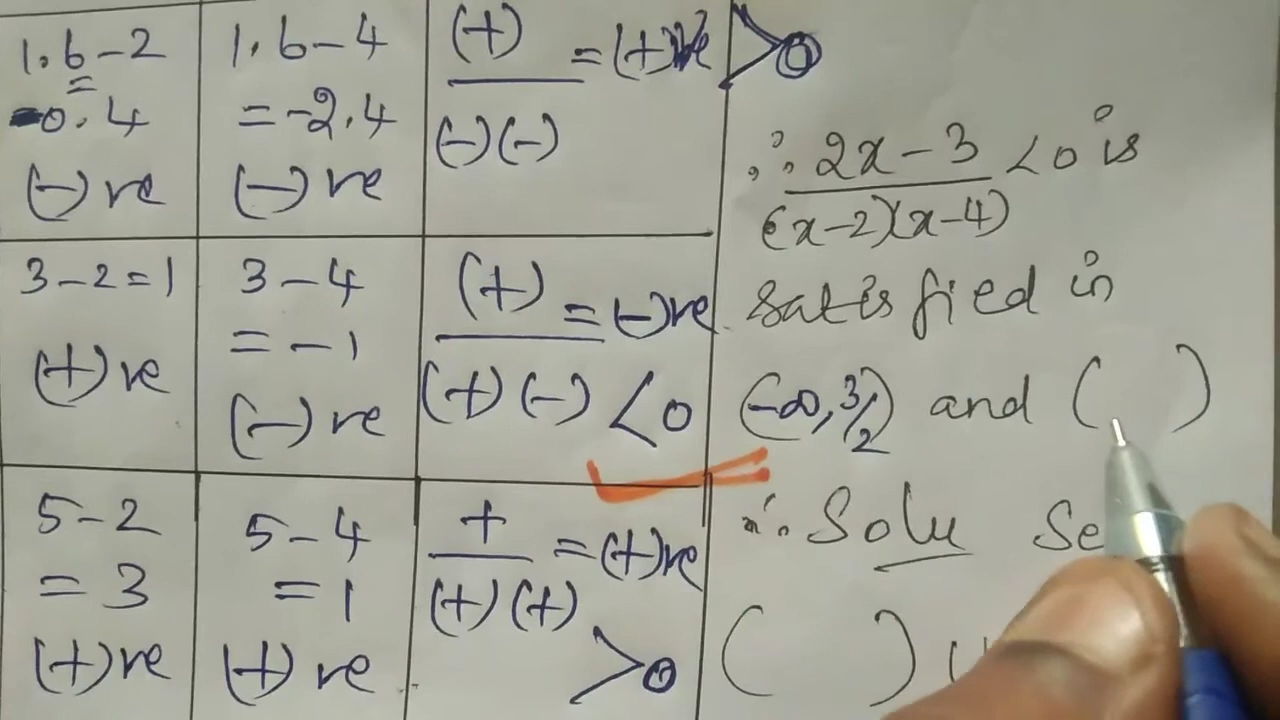 1.6-2
=
-0.4
(-)ve
1.6-4
= -2.4
(-)ve
(+)/(-)(-) = (+)ve >0
3-2=1
(+)ve
3-4
= -1
(-)ve
(+)/(+)(-) = (-)ve
<0
5-2
= 3
(+)ve
5-4
= 1
(+)ve
+/(+)(+) = (+)ve
>0
∴ 2x-3/(x-2)(x-4) <0 is
satisfied in
(-∞, 3/2) and ( )
∴ Solu
( )